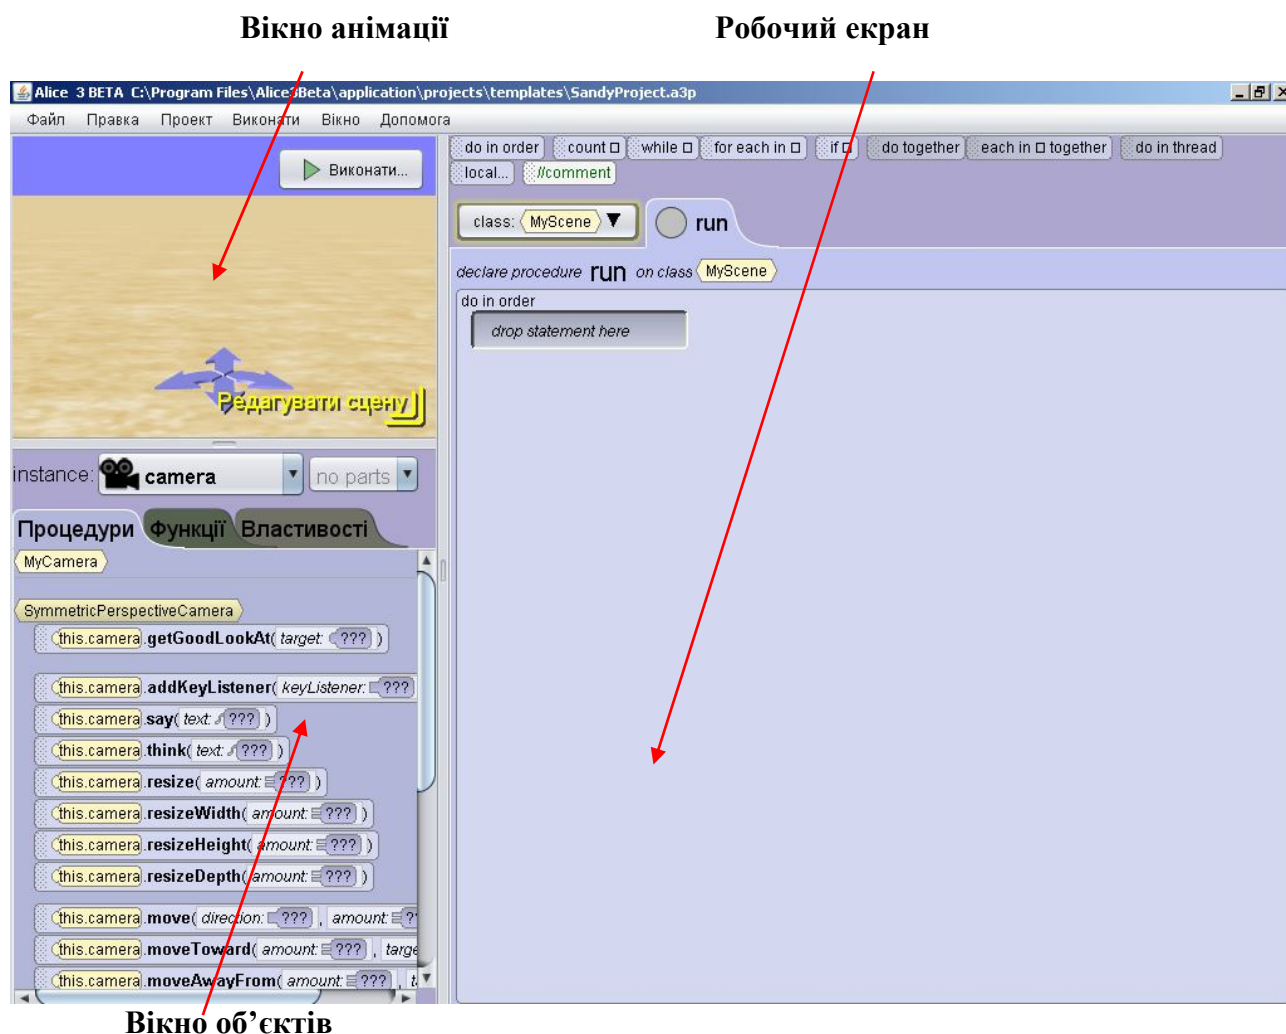 Вікно анімації Робочий екран
Alice 3 BETA C:\Program Files\Alice3Beta\application\projects\templates\SandyProject.a3p
Файл Правка Проект Виконати Вікно Допомога
Виконати...
Редагувати сцену
instance: camera no parts
Процедури Функції Властивості
MyCamera
SymmetricPerspectiveCamera
this.camera.getGoodLookAt( target: ??? )
this.camera.addKeyListener( keyListener: ???
this.camera.say( text: ??? )
this.camera.think( text: ??? )
this.camera.resize( amount: ??? )
this.camera.resizeWidth( amount: ??? )
this.camera.resizeHeight( amount: ??? )
this.camera.resizeDepth( amount: ??? )
this.camera.move( direction: ??? , amount: ?
this.camera.moveToward( amount: ??? , targe
this.camera.moveAwayFrom( amount: ??? , t
do in order count while for each in if do together each in together do in thread
local... //comment
class: MyScene run
declare procedure run on class MyScene
do in order
drop statement here
Вікно об’єктів